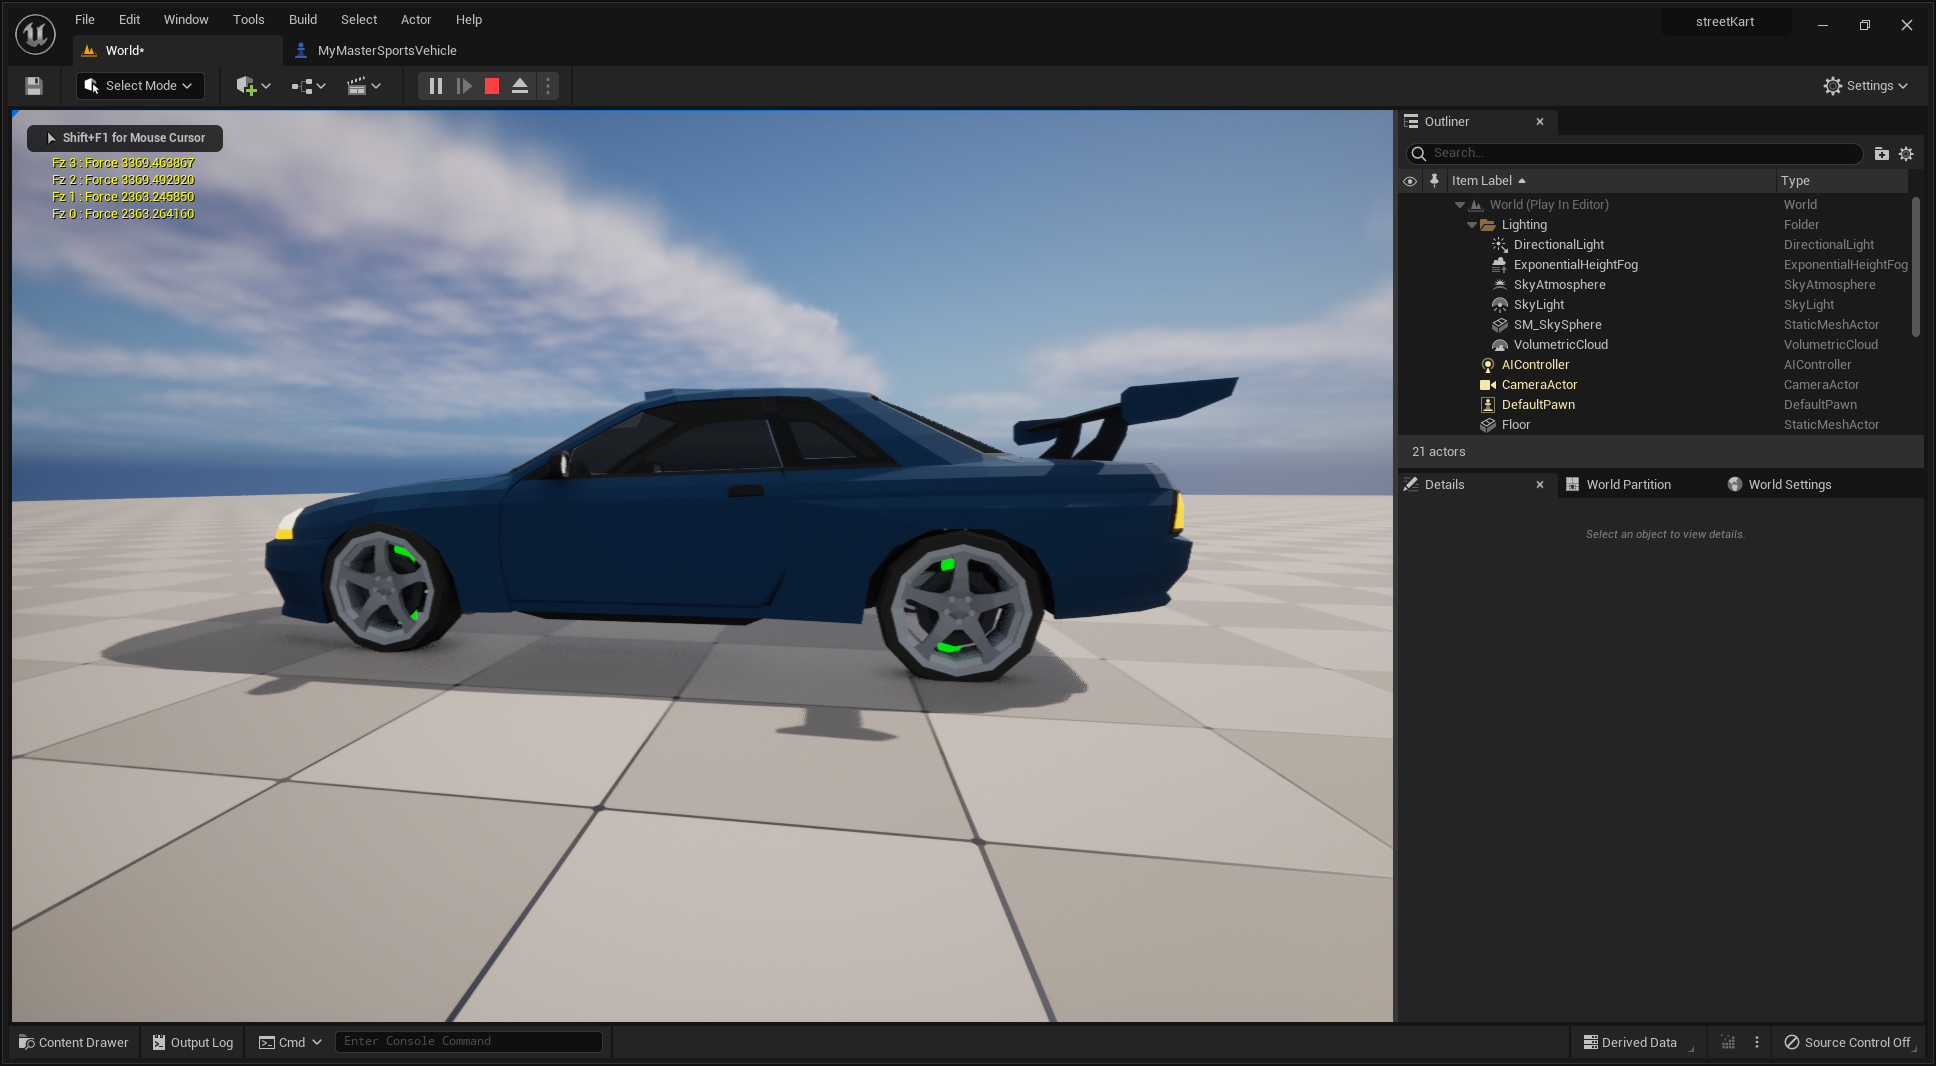 File Edit Window Tools Build Select Actor Help
streetKart
World*
MyMasterSportsVehicle
Select Mode
Settings
Shift+F1 for Mouse Cursor
Fz 3 : Force 3369.463867
Fz 2 : Force 3369.492920
Fz 1 : Force 2363.245850
Fz 0 : Force 2363.264160
Outliner
Search...
Item Label Type
World (Play In Editor) World
Lighting Folder
DirectionalLight DirectionalLight
ExponentialHeightFog ExponentialHeightFog
SkyAtmosphere SkyAtmosphere
SkyLight SkyLight
SM_SkySphere StaticMeshActor
VolumetricCloud VolumetricCloud
AIController AIController
CameraActor CameraActor
DefaultPawn DefaultPawn
Floor StaticMeshActor
21 actors
Details World Partition World Settings
Select an object to view details.
Content Drawer Output Log Cmd Enter Console Command Derived Data Source Control Off